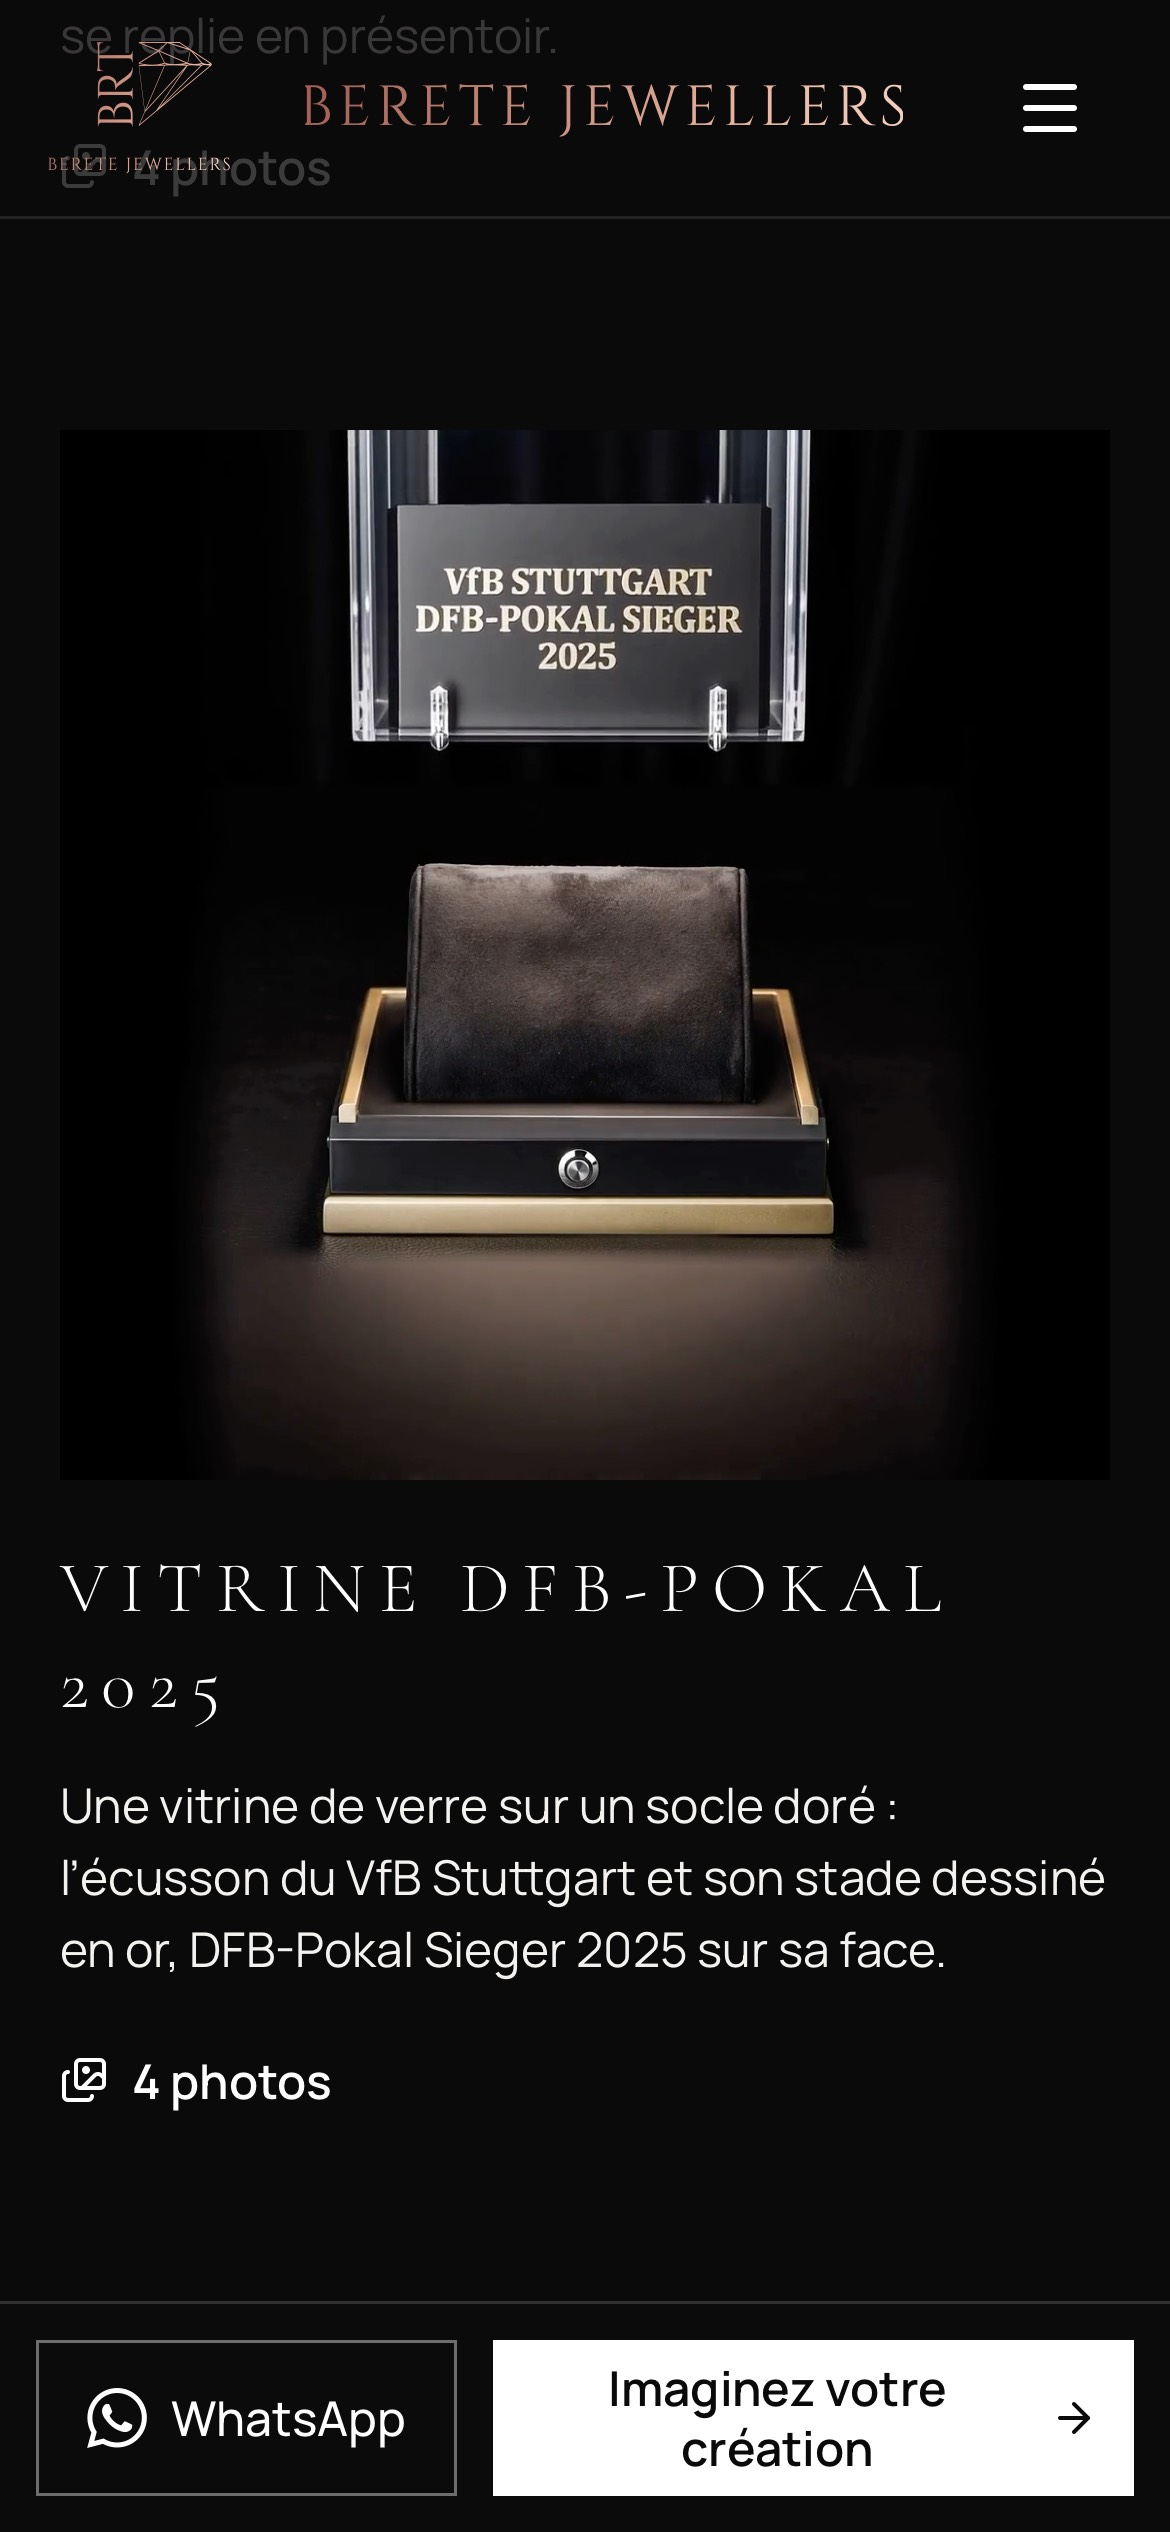 se replie en présentoir.
BRT
BERETE JEWELLERS
BERETE JEWELLERS
4 photos
VfB STUTTGART
DFB-POKAL SIEGER
2025
VITRINE DFB-POKAL
2025
Une vitrine de verre sur un socle doré :
l’écusson du VfB Stuttgart et son stade dessiné
en or, DFB-Pokal Sieger 2025 sur sa face.
4 photos
WhatsApp
Imaginez votre
création